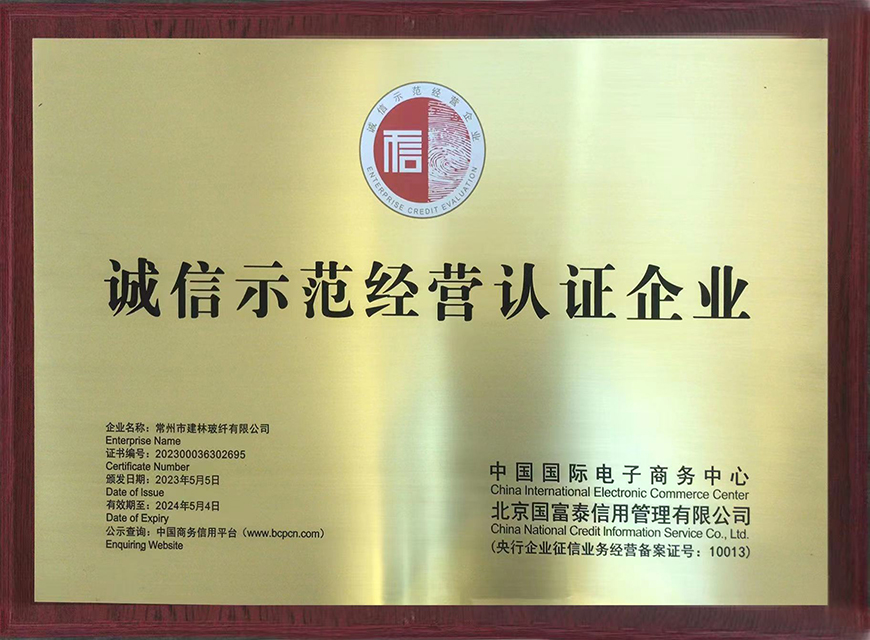 诚信示范经营企业
信
ENTERPRISE CREDIT EVALUATION
诚信示范经营认证企业
企业名称：常州市建林玻纤有限公司
Enterprise Name
证书编号：202300036302695
Certificate Number
颁发日期：2023年5月5日
Date of Issue
有效期至：2024年5月4日
Date of Expiry
公示查询：中国商务信用平台（www.bcpcn.com）
Enquiring Website
中国国际电子商务中心
China International Electronic Commerce Center
北京国富泰信用管理有限公司
China National Credit Information Service Co., Ltd.
(央行企业征信业务经营备案证号：10013)